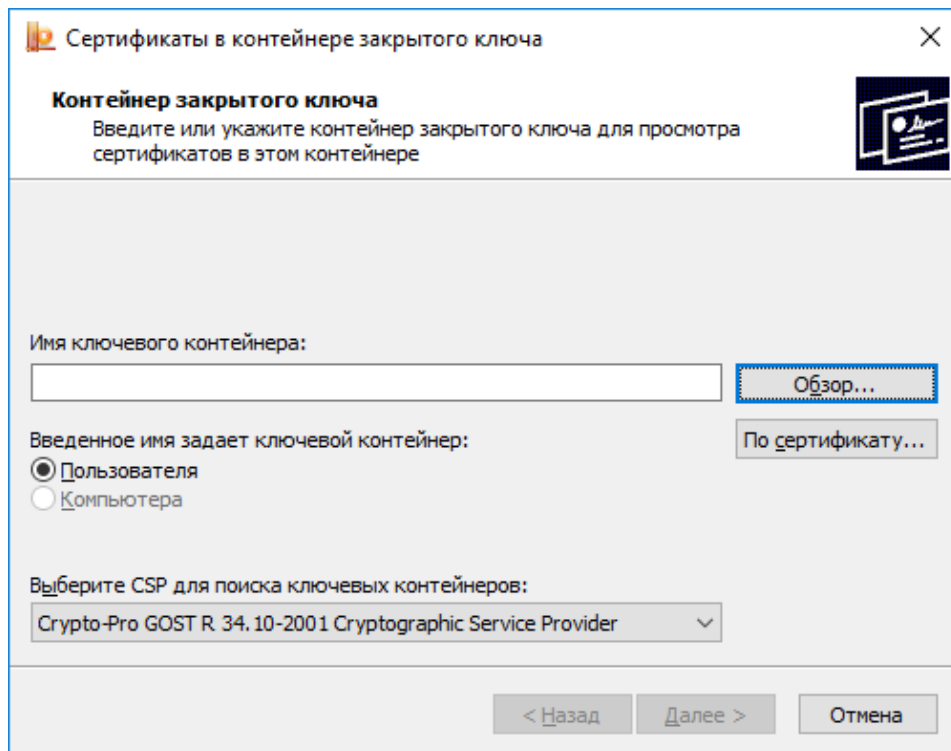 Сертификаты в контейнере закрытого ключа
Контейнер закрытого ключа
Введите или укажите контейнер закрытого ключа для просмотра
сертификатов в этом контейнере
Имя ключевого контейнера:
Обзор...
Введенное имя задает ключевой контейнер:
По сертификату...
Пользователя
Компьютера
Выберите CSP для поиска ключевых контейнеров:
Crypto-Pro GOST R 34.10-2001 Cryptographic Service Provider
< Назад
Далее >
Отмена